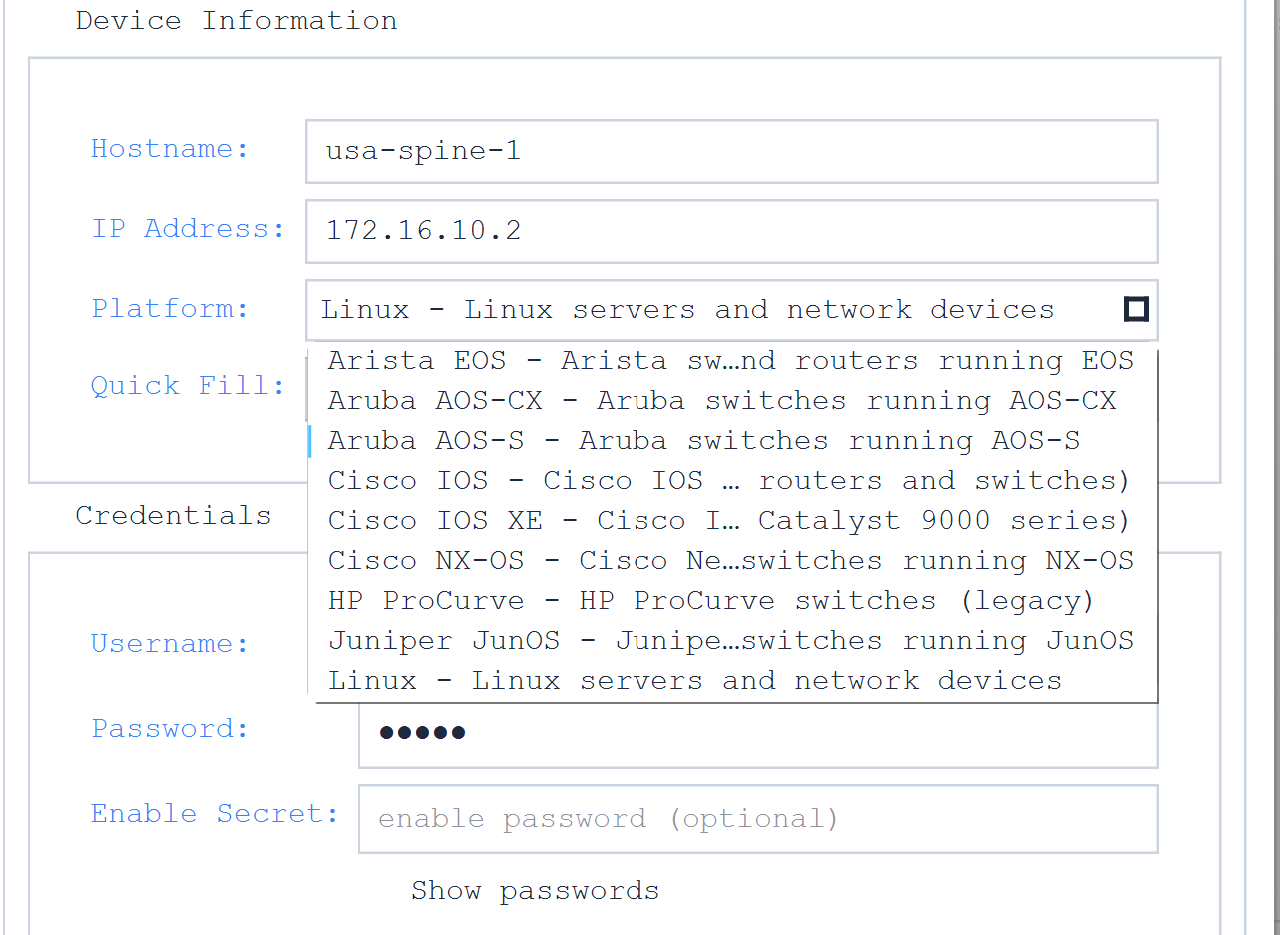 Device Information
Hostname:
usa-spine-1
IP Address:
172.16.10.2
Platform:
Linux - Linux servers and network devices
Quick Fill:
Arista EOS - Arista sw…nd routers running EOS
Aruba AOS-CX - Aruba switches running AOS-CX
Aruba AOS-S - Aruba switches running AOS-S
Cisco IOS - Cisco IOS … routers and switches)
Cisco IOS XE - Cisco I… Catalyst 9000 series)
Cisco NX-OS - Cisco Ne…switches running NX-OS
HP ProCurve - HP ProCurve switches (legacy)
Juniper JunOS - Junipe…switches running JunOS
Linux - Linux servers and network devices
Credentials
Username:
Password:
●●●●●
Enable Secret:
enable password (optional)
Show passwords